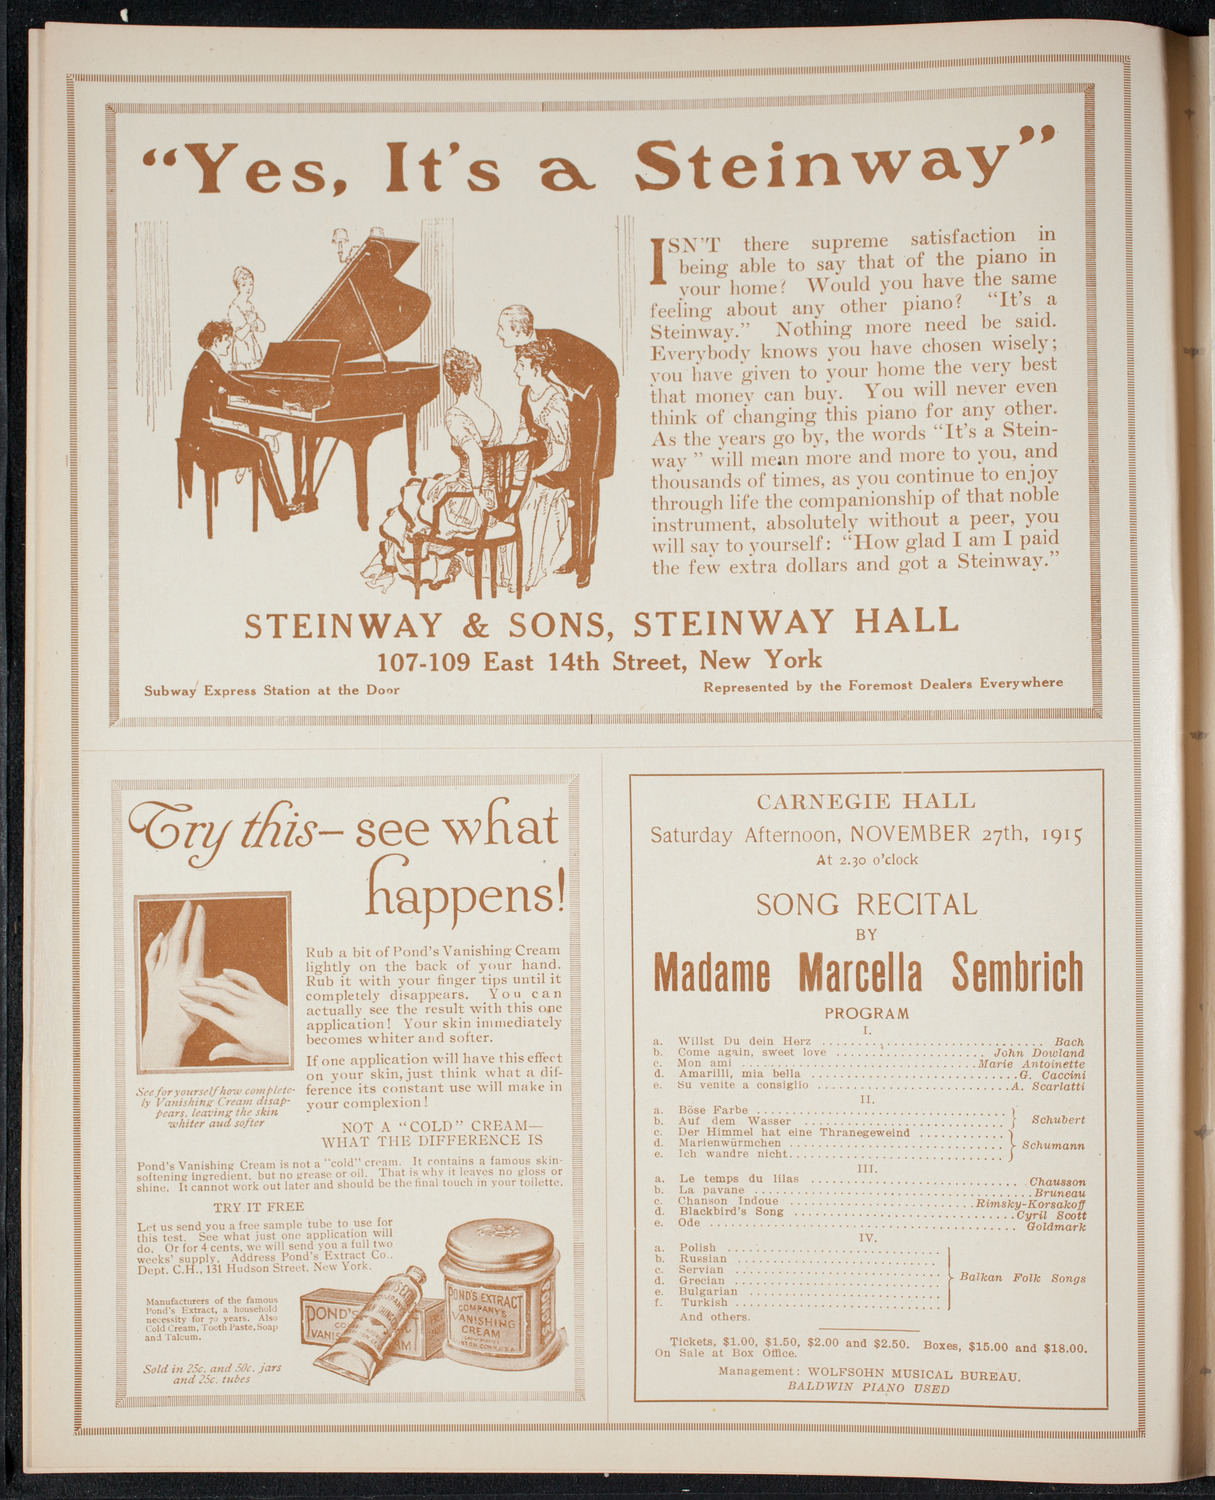 “Yes, It's a Steinway”
ISN'T there supreme satisfaction in
being able to say that of the piano in
your home? Would you have the same
feeling about any other piano? “It's a
Steinway.” Nothing more need be said.
Everybody knows you have chosen wisely;
you have given to your home the very best
that money can buy. You will never even
think of changing this piano for any other.
As the years go by, the words “It's a Stein-
way ” will mean more and more to you, and
thousands of times, as you continue to enjoy
through life the companionship of that noble
instrument, absolutely without a peer, you
will say to yourself: “How glad I am I paid
the few extra dollars and got a Steinway.”
STEINWAY & SONS, STEINWAY HALL
107-109 East 14th Street, New York
Subway Express Station at the Door
Represented by the Foremost Dealers Everywhere
Try this— see what
happens!
Rub a bit of Pond's Vanishing Cream
lightly on the back of your hand.
Rub it with your finger tips until it
completely disappears. You can
actually see the result with this one
application! Your skin immediately
becomes whiter and softer.
If one application will have this effect
on your skin, just think what a dif-
ference its constant use will make in
your complexion!
See for yourself how complete-
ly Vanishing Cream disap-
pears, leaving the skin
whiter aud softer
NOT A “COLD” CREAM—
WHAT THE DIFFERENCE IS
Pond's Vanishing Cream is not a “cold” cream. It contains a famous skin-
softening ingredient, but no grease or oil. That is why it leaves no gloss or
shine. It cannot work out later and should be the final touch in your toilette.
TRY IT FREE
Let us send you a free sample tube to use for
this test. See what just one application will
do. Or for 4 cents, we will send you a full two
weeks' supply. Address Pond's Extract Co.,
Dept. C.H., 131 Hudson Street, New York.
Manufacturers of the famous
Pond's Extract, a household
necessity for 70 years. Also
Cold Cream, Tooth Paste, Soap
and Talcum.
Sold in 25c. and 50c. jars
and 25c. tubes
POND'S
VANIS
AM
POND'S EXTRACT
COMPANY'S
VANISHING
CREAM
CARNEGIE HALL
Saturday Afternoon, NOVEMBER 27th, 1915
At 2.30 o'clock
SONG RECITAL
BY
Madame Marcella Sembrich
PROGRAM
I.
a. Willst Du dein Herz .......... Bach
b. Come again, sweet love .......... John Dowland
c. Mon ami .......... Marie Antoinette
d. Amarilli, mia bella .......... G. Caccini
e. Su venite a consiglio .......... A. Scarlatti
II.
a. Böse Farbe ..........
b. Auf dem Wasser .......... } Schubert
c. Der Himmel hat eine Thranegeweind ..........
d. Marienwürmchen .......... } Schumann
e. Ich wandre nicht..........
III.
a. Le temps du lilas .......... Chausson
b. La pavane .......... Bruneau
c. Chanson Indoue .......... Rimsky-Korsakoff
d. Blackbird's Song .......... Cyril Scott
e. Ode .......... Goldmark
IV.
a. Polish ..........
b. Russian ..........
c. Servian ..........
d. Grecian .......... } Balkan Folk Songs
e. Bulgarian ..........
f. Turkish ..........
And others.
Tickets, $1.00, $1.50, $2.00 and $2.50. Boxes, $15.00 and $18.00.
On Sale at Box Office.
Management: WOLFSOHN MUSICAL BUREAU.
BALDWIN PIANO USED